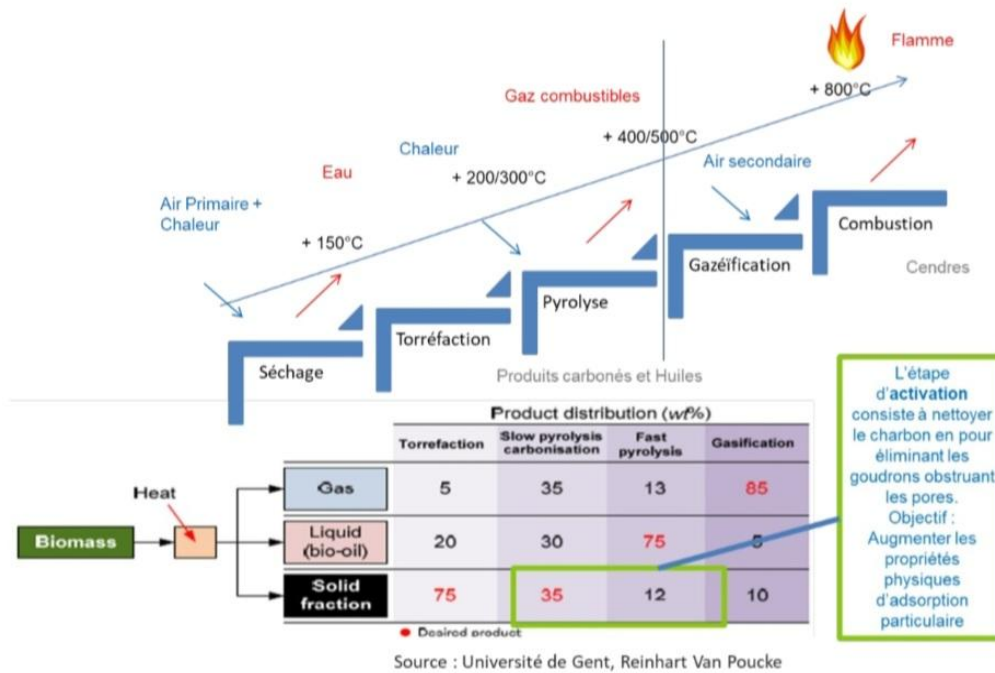 Flamme
+ 800°C
Gaz combustibles
+ 400/500°C
Chaleur
Air secondaire
+ 200/300°C
Eau
Air Primaire +
Chaleur
+ 150°C
Combustion
Gazéïfication
Cendres
Pyrolyse
Torréfaction
Séchage
Produits carbonés et Huiles
L'étape
d'activation
consiste à nettoyer
le charbon en pour
éliminant les
goudrons obstruant
les pores.
Objectif :
Augmenter les
propriétés
physiques
d'adsorption
particulaire
Product distribution (wf%)
Torrefaction Slow pyrolysis carbonisation Fast pyrolysis Gasification
Heat
Biomass
Gas 5 35 13 85
Liquid (bio-oil) 20 30 75 5
Solid fraction 75 35 12 10
Desired product
Source : Université de Gent, Reinhart Van Poucke